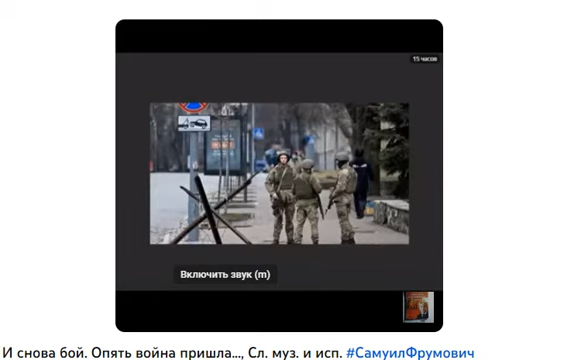 15 часов
Включить звук (m)
И снова бой. Опять война пришла..., Сл. муз. и исп. #СамуилФрумович